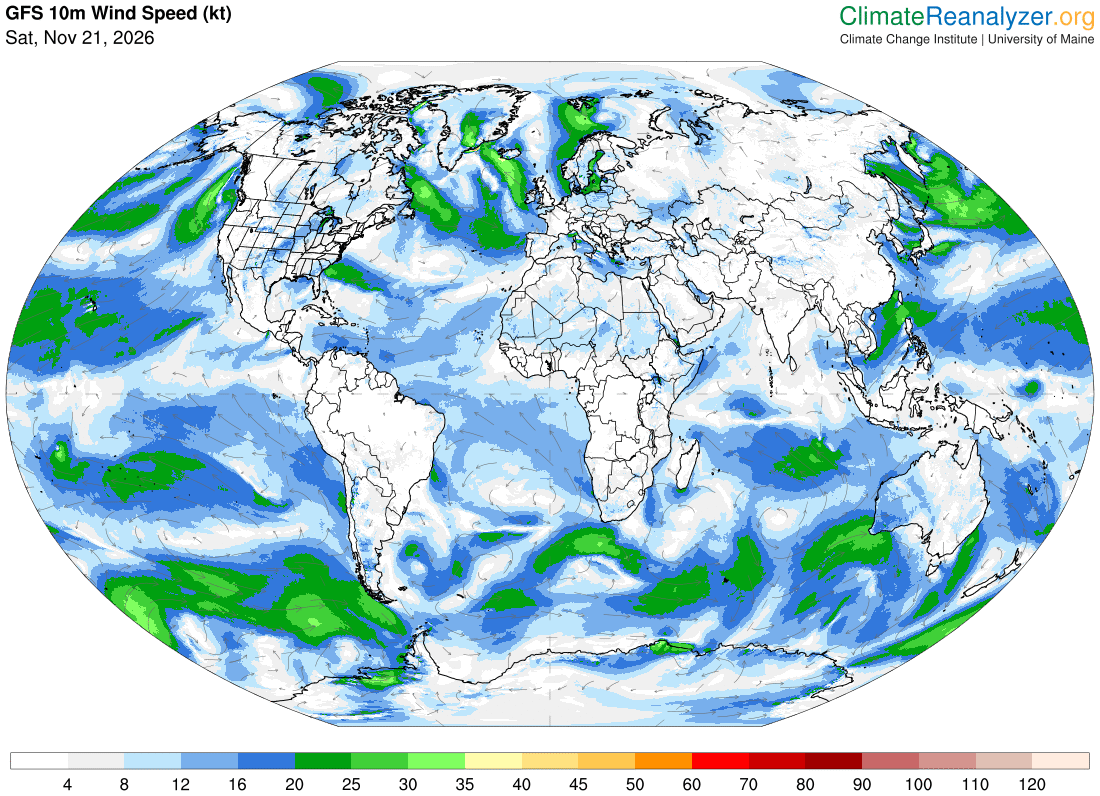 GFS 10m Wind Speed (kt)
ClimateReanalyzer.org
Sat, Nov 21, 2026
Climate Change Institute | University of Maine
4 8 12 16 20 25 30 35 40 45 50 60 70 80 90 100 110 120